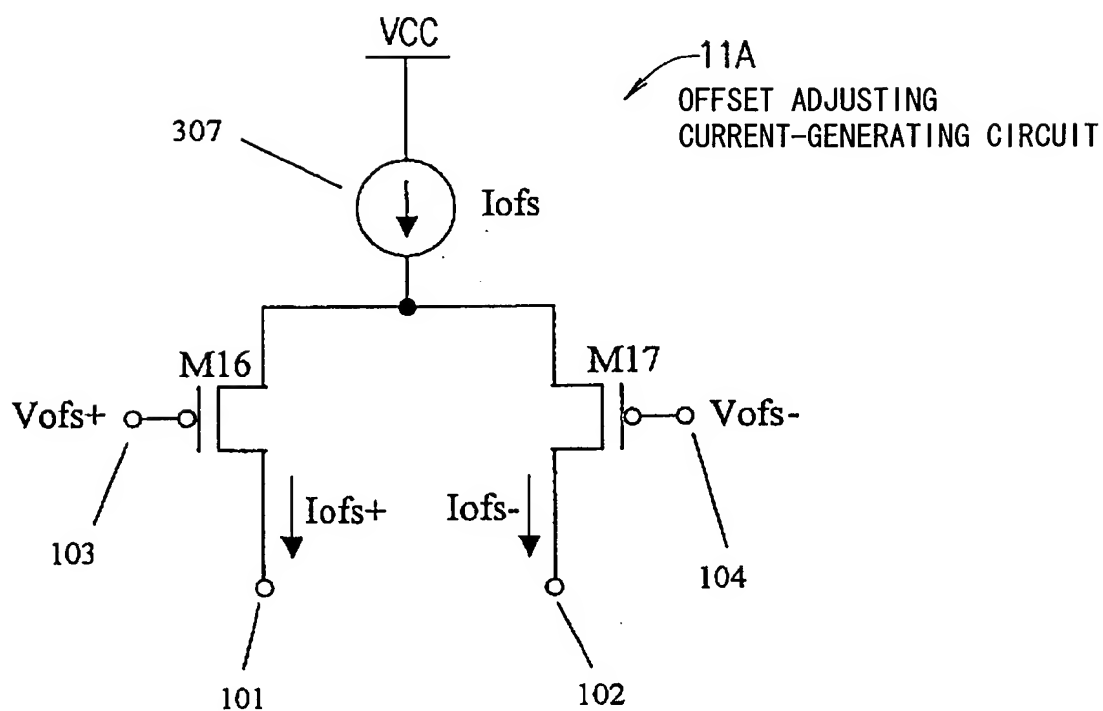 VCC
11A
OFFSET ADJUSTING
CURRENT-GENERATING CIRCUIT
307
Iofs
M16
M17
Vofs+
Vofs-
Iofs+
Iofs-
103
104
101
102